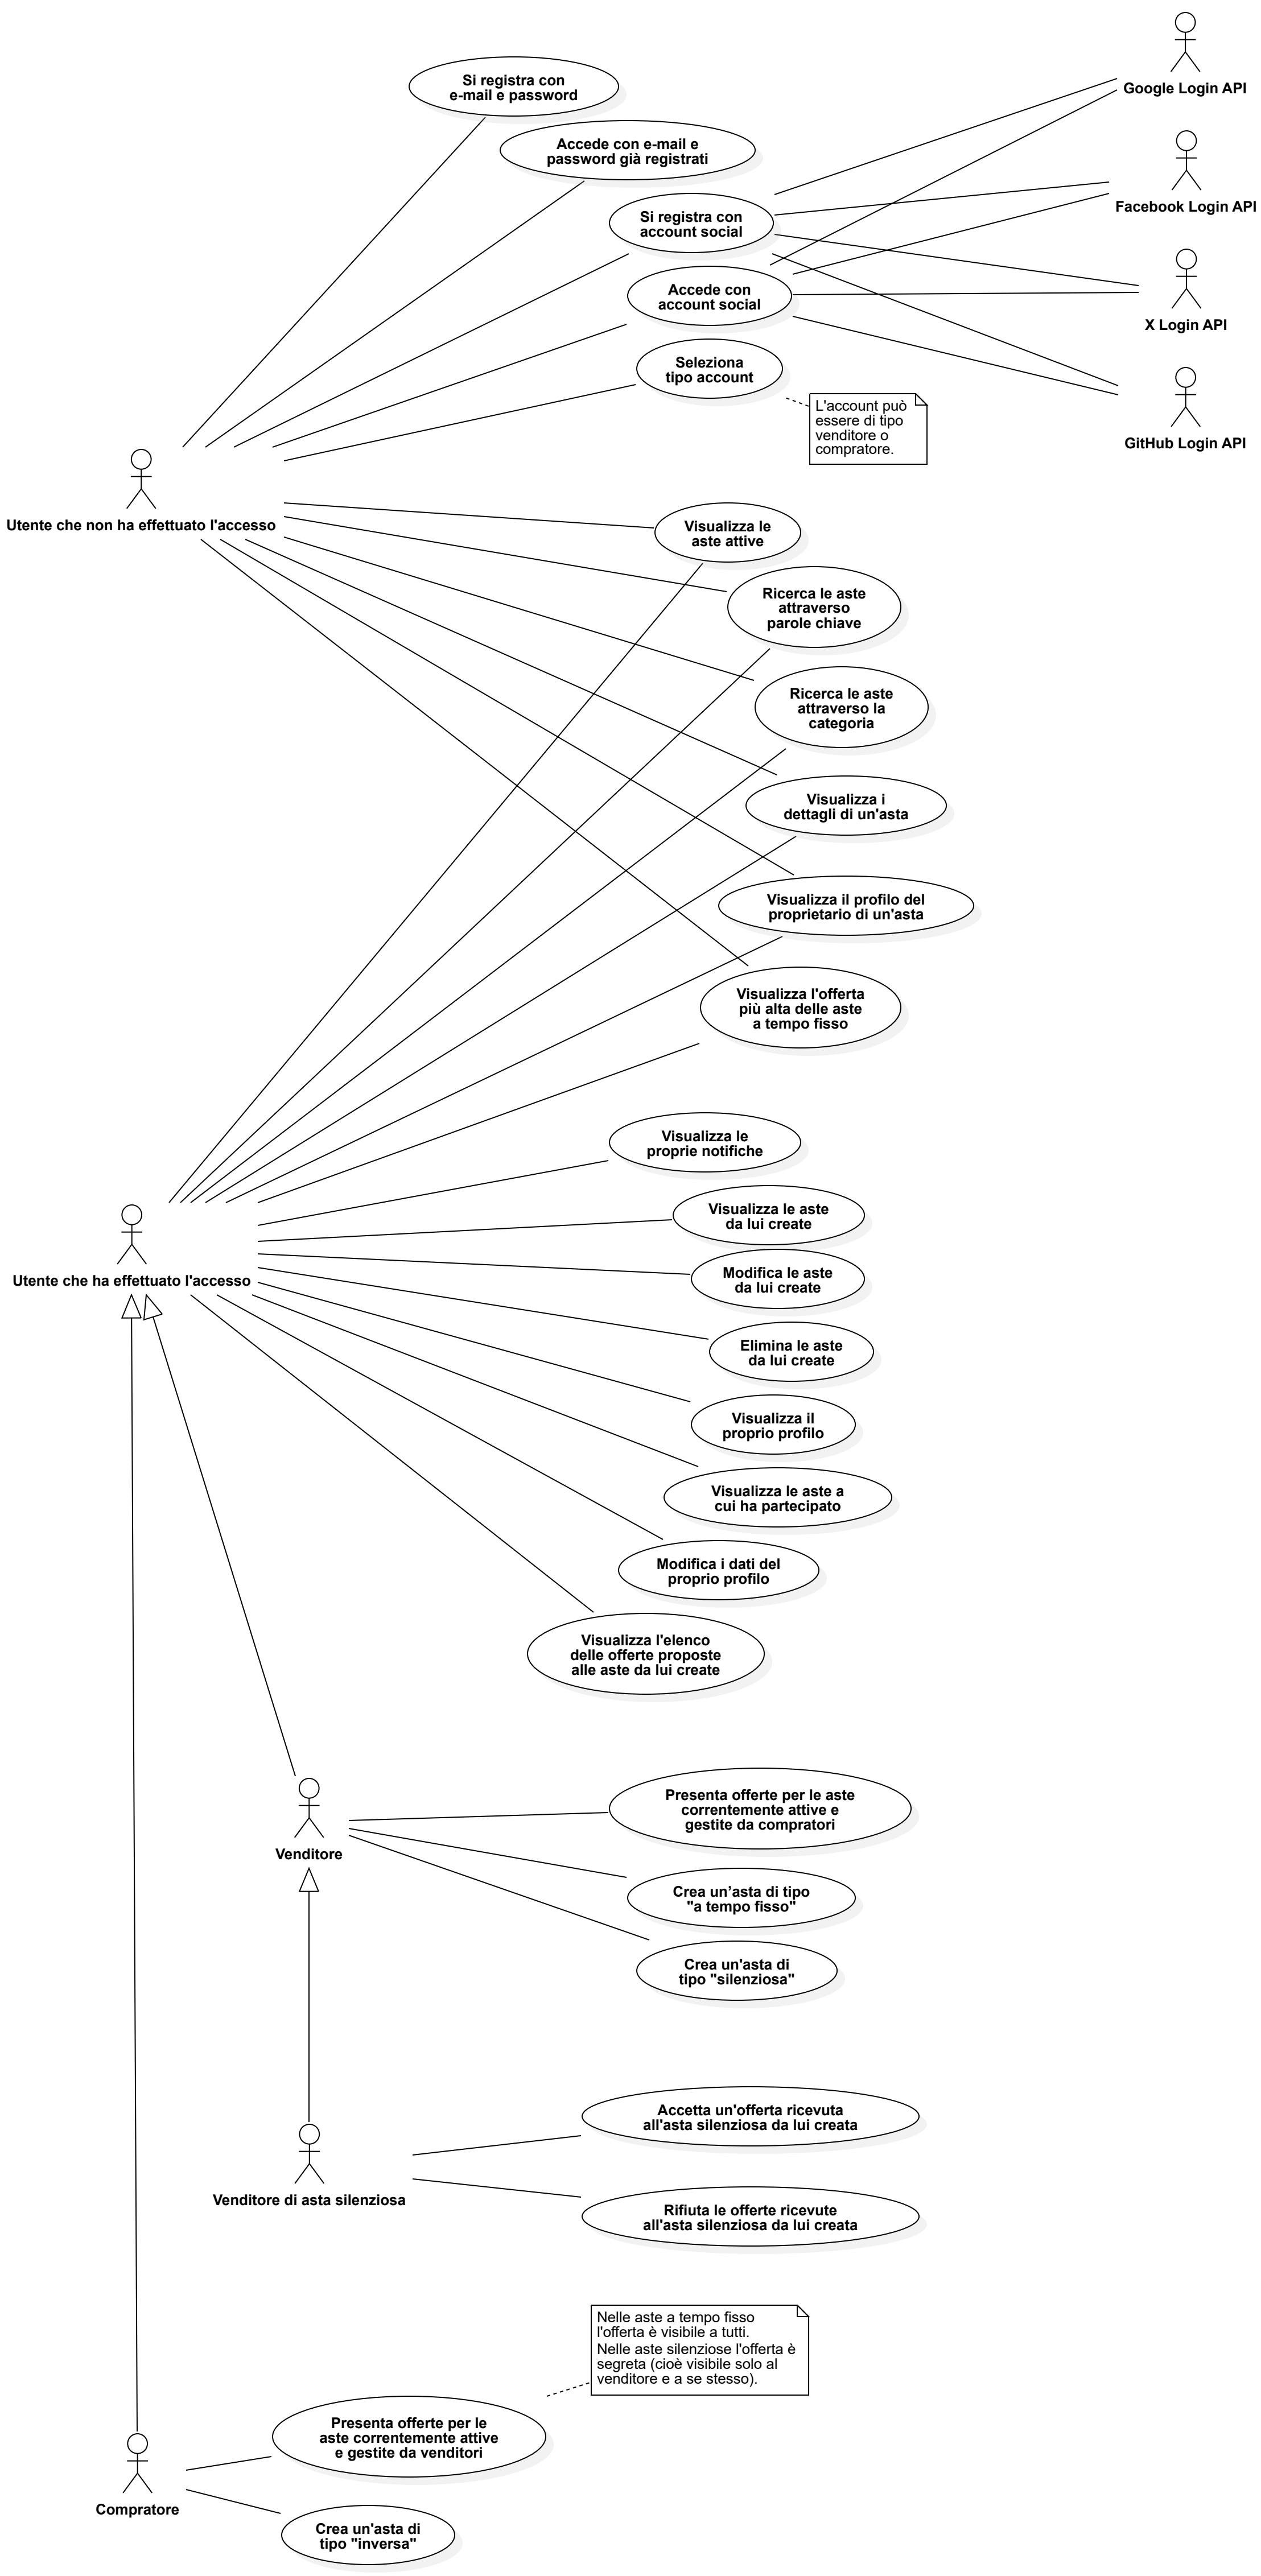 Google Login API
Si registra con
e-mail e password
Accede con e-mail e
password già registrati
Facebook Login API
Si registra con
account social
Accede con
account social
X Login API
Seleziona
tipo account
L'account può
essere di tipo
venditore o
compratore.
GitHub Login API
Utente che non ha effettuato l'accesso
Visualizza le
aste attive
Ricerca le aste
attraverso
parole chiave
Ricerca le aste
attraverso la
categoria
Visualizza i
dettagli di un'asta
Visualizza il profilo del
proprietario di un'asta
Visualizza l'offerta
più alta delle aste
a tempo fisso
Visualizza le
proprie notifiche
Visualizza le aste
da lui create
Utente che ha effettuato l'accesso
Modifica le aste
da lui create
Elimina le aste
da lui create
Visualizza il
proprio profilo
Visualizza le aste a
cui ha partecipato
Modifica i dati del
proprio profilo
Visualizza l'elenco
delle offerte proposte
alle aste da lui create
Presenta offerte per le aste
correntemente attive e
gestite da compratori
Venditore
Crea un’asta di tipo
"a tempo fisso"
Crea un'asta di
tipo "silenziosa"
Accetta un'offerta ricevuta
all'asta silenziosa da lui creata
Venditore di asta silenziosa
Rifiuta le offerte ricevute
all'asta silenziosa da lui creata
Nelle aste a tempo fisso
l'offerta è visibile a tutti.
Nelle aste silenziose l'offerta è
segreta (cioè visibile solo al
venditore e a se stesso).
Presenta offerte per le
aste correntemente attive
e gestite da venditori
Compratore
Crea un'asta di
tipo "inversa"